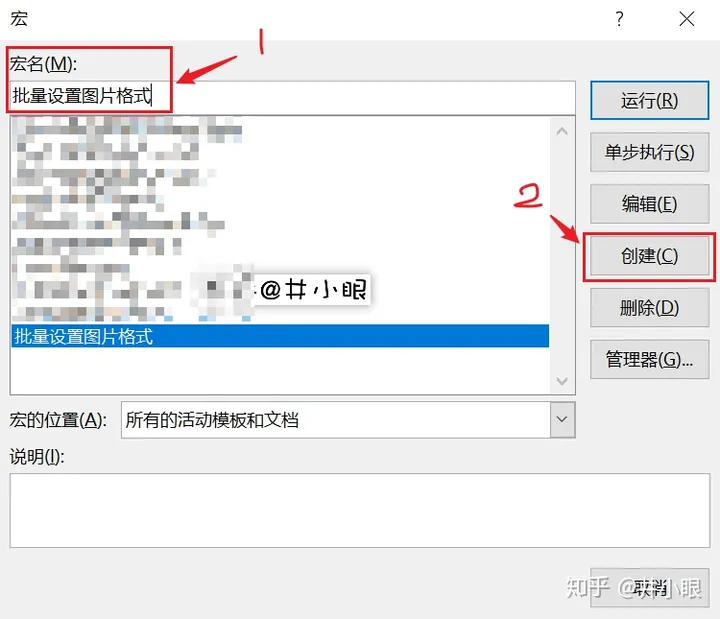 宏
?
宏名(M):
1
批量设置图片格式
运行(R)
单步执行(S)
编辑(E)
2
创建(C)
@井小眼
删除(D)
批量设置图片格式
管理器(G)...
宏的位置(A):
所有的活动模板和文档
说明(I):
取消
知乎 @井小眼